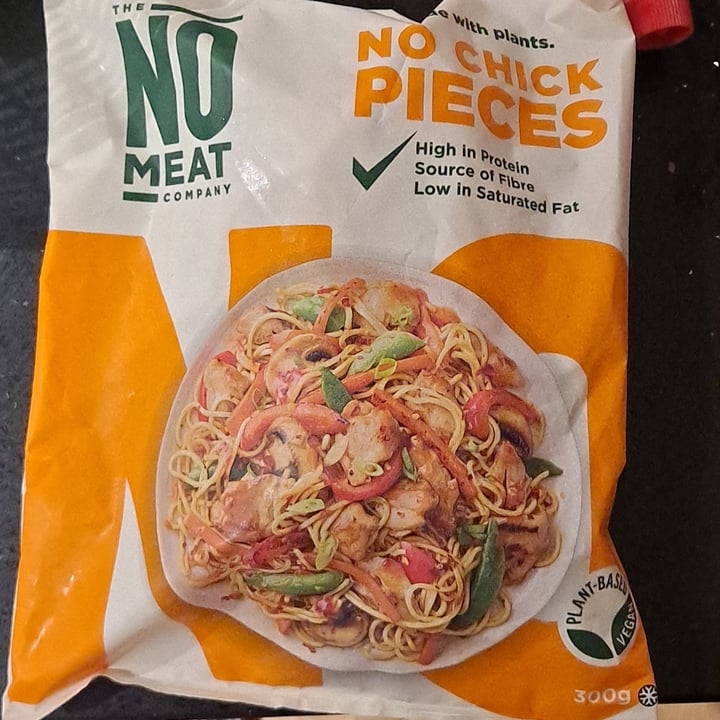 THE
NO
MEAT
COMPANY
with plants.
NO CHICK
PIECES
High in Protein
Source of Fibre
Low in Saturated Fat
PLANT-BASED
VEGAN
300g